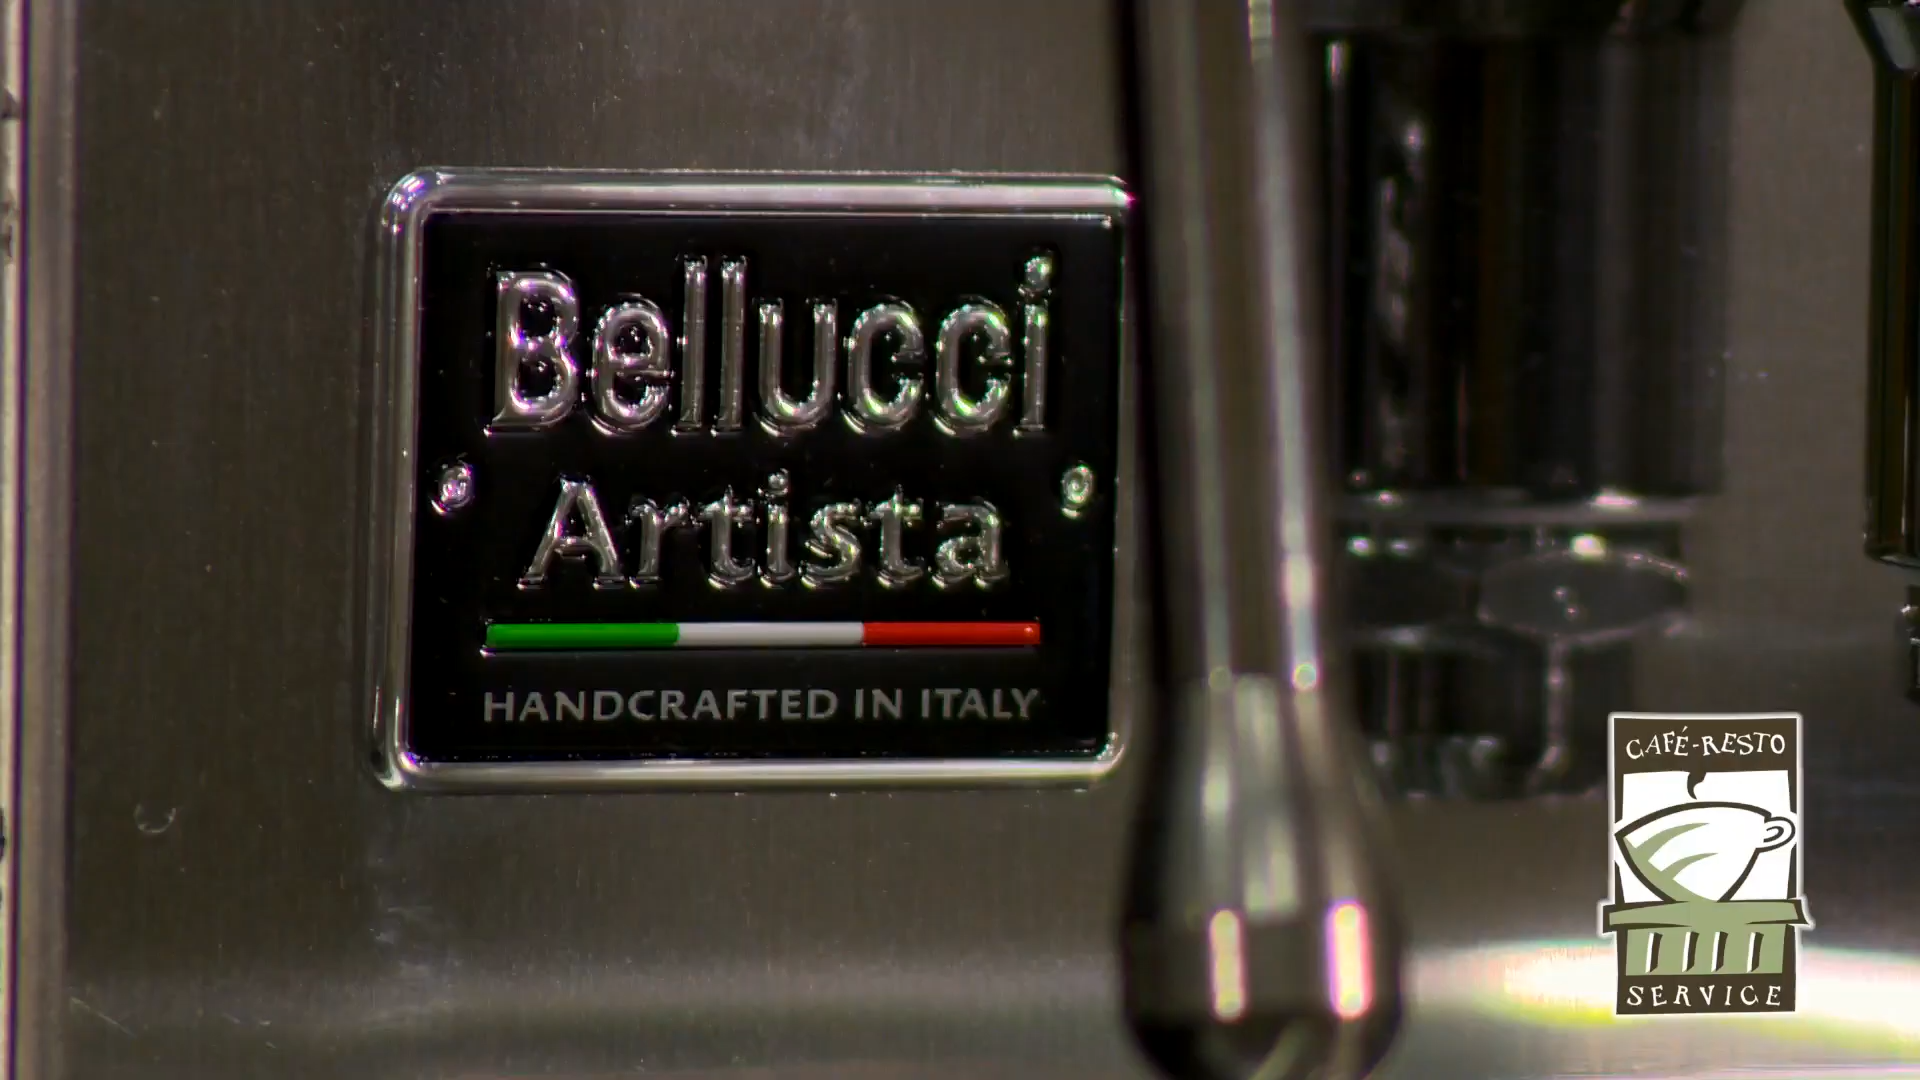 Bellucci
Artista
HANDCRAFTED IN ITALY
CAFÉ-RESTO
SERVICE